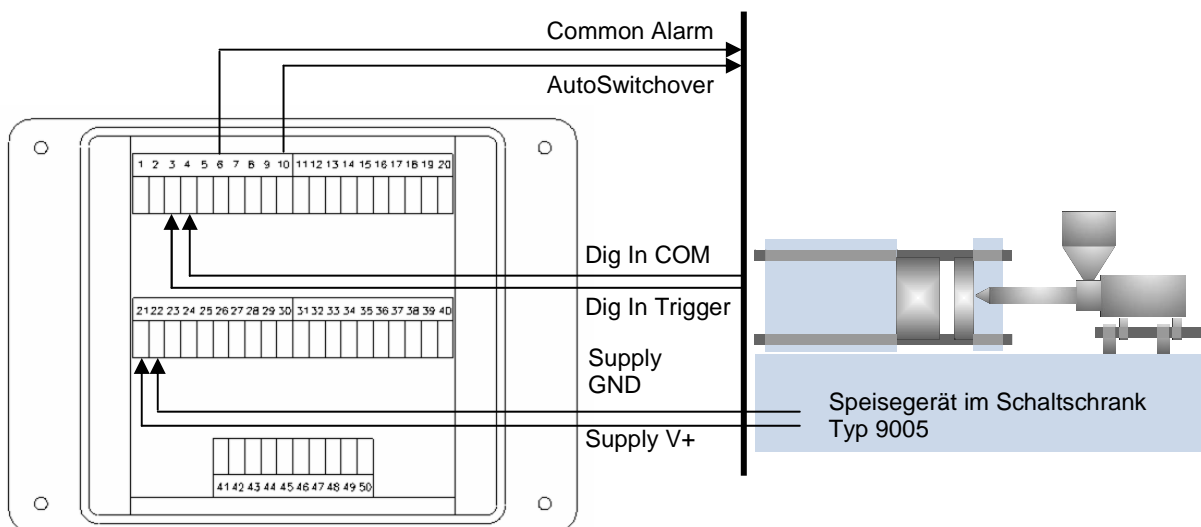 Common Alarm
AutoSwitchover
1 2 3 4 5 6 7 8 9 10 11 12 13 14 15 16 17 18 19 20
Dig In COM
Dig In Trigger
21 22 23 24 25 26 27 28 29 30 31 32 33 34 35 36 37 38 39 40
Supply
GND
Speisegerät im Schaltschrank
Typ 9005
Supply V+
41 42 43 44 45 46 47 48 49 50